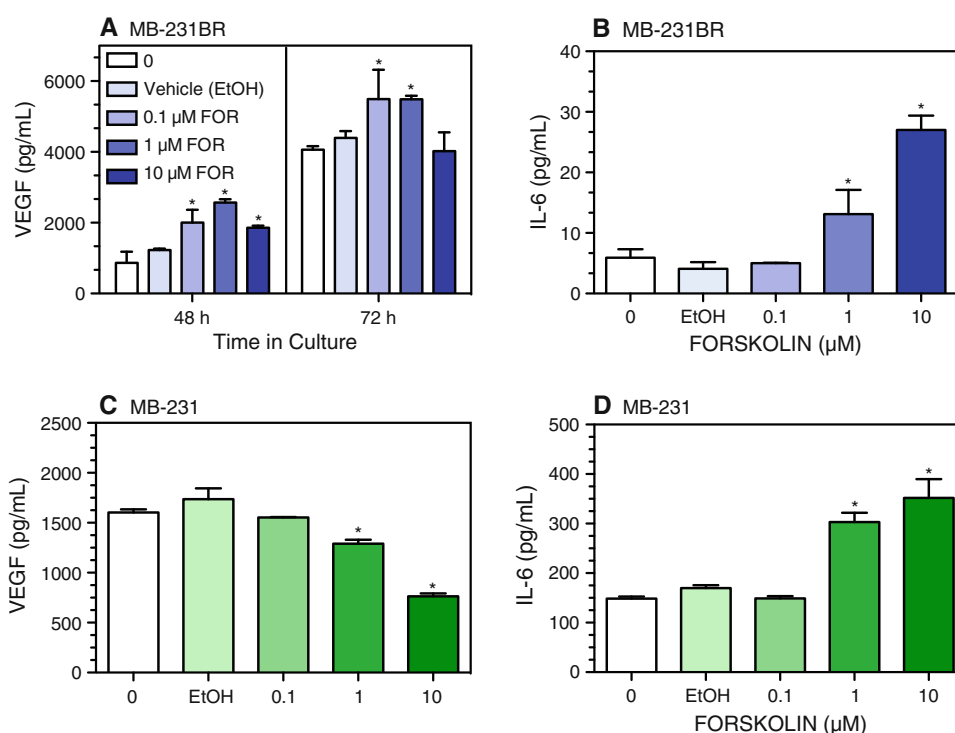 A MB-231BR
VEGF (pg/mL)
6000
4000
2000
0
0
Vehicle (EtOH)
0.1 µM FOR
1 µM FOR
10 µM FOR
* * * * *
48 h 72 h
Time in Culture
B MB-231BR
IL-6 (pg/mL)
40
30
20
10
0
* *
0 EtOH 0.1 1 10
FORSKOLIN (µM)
C MB-231
VEGF (pg/mL)
2500
2000
1500
1000
500
0
* *
0 EtOH 0.1 1 10
D MB-231
IL-6 (pg/mL)
500
400
300
200
100
0
* *
0 EtOH 0.1 1 10
FORSKOLIN (µM)